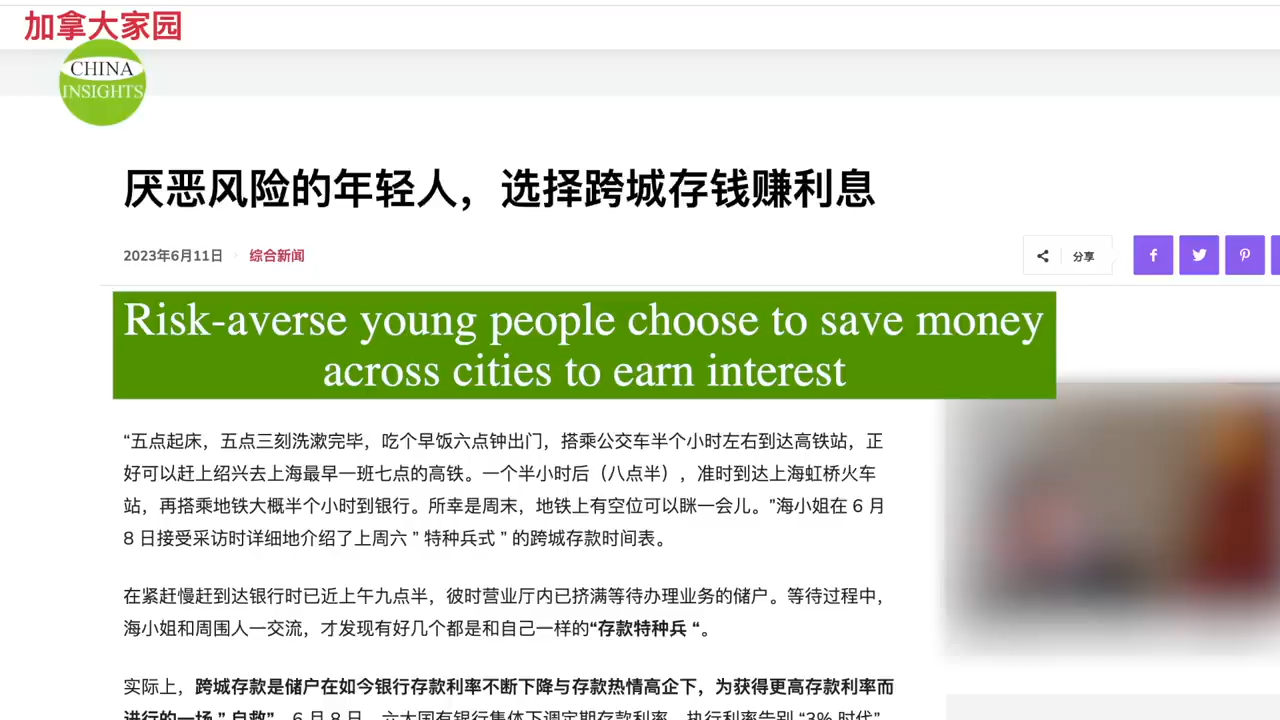 加拿大家园
CHINA
INSIGHTS
厌恶风险的年轻人，选择跨城存钱赚利息
2023年6月11日 综合新闻
分享
Risk-averse young people choose to save money
across cities to earn interest
“五点起床，五点三刻洗漱完毕，吃个早饭六点钟出门，搭乘公交车半个小时左右到达高铁站，正
好可以赶上绍兴去上海最早一班七点的高铁。一个半小时后（八点半），准时到达上海虹桥火车
站，再搭乘地铁大概半个小时到银行。所幸是周末，地铁上有空位可以眯一会儿。”海小姐在 6 月
8 日接受采访时详细地介绍了上周六 ” 特种兵式 ” 的跨城存款时间表。
在紧赶慢赶到达银行时已近上午九点半，彼时营业厅内已挤满等待办理业务的储户。等待过程中，
海小姐和周围人一交流，才发现有好几个都是和自己一样的“存款特种兵 “。
实际上，跨城存款是储户在如今银行存款利率不断下降与存款热情高企下，为获得更高存款利率而
进行的一场 ” 自救”。6 月 8 日，六大国有银行集体下调定期存款利率，执行利率告别 “3% 时代”